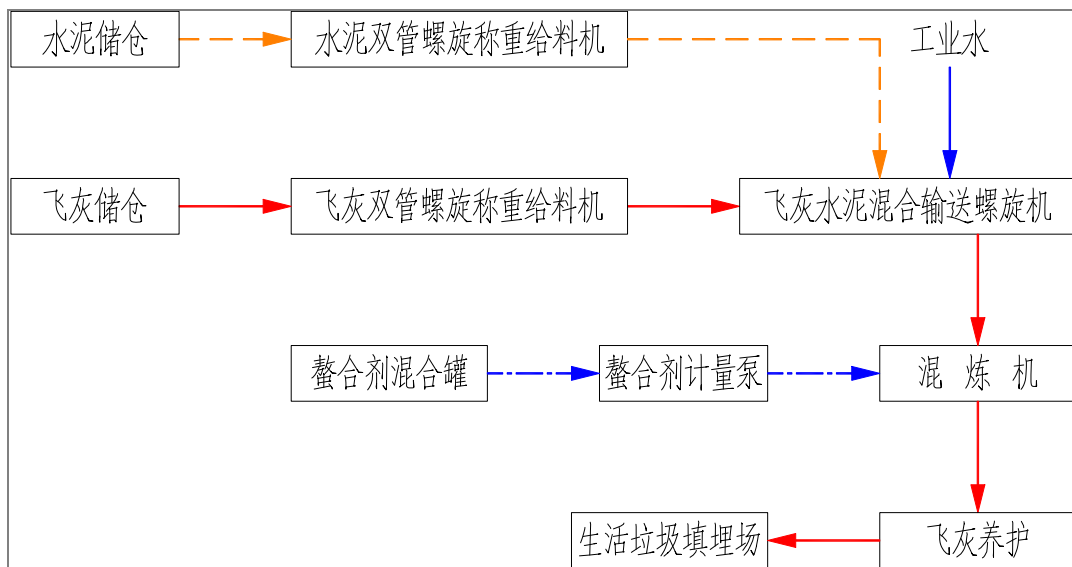 水泥储仓
水泥双管螺旋称重给料机
工业水
飞灰储仓
飞灰双管螺旋称重给料机
飞灰水泥混合输送螺旋机
螯合剂混合罐
螯合剂计量泵
混 炼 机
生活垃圾填埋场
飞灰养护